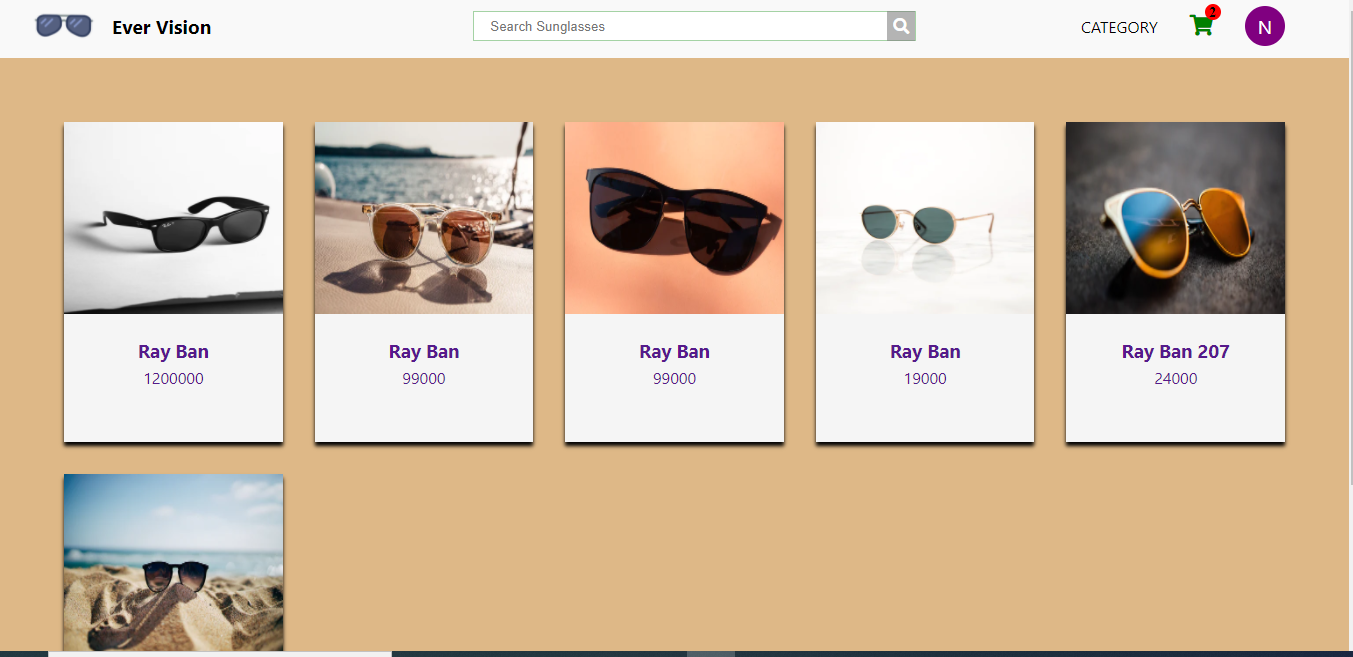 Ever Vision
Search Sunglasses
CATEGORY
2
N
Ray Ban
1200000
Ray Ban
99000
Ray Ban
99000
Ray Ban
19000
Ray Ban 207
24000